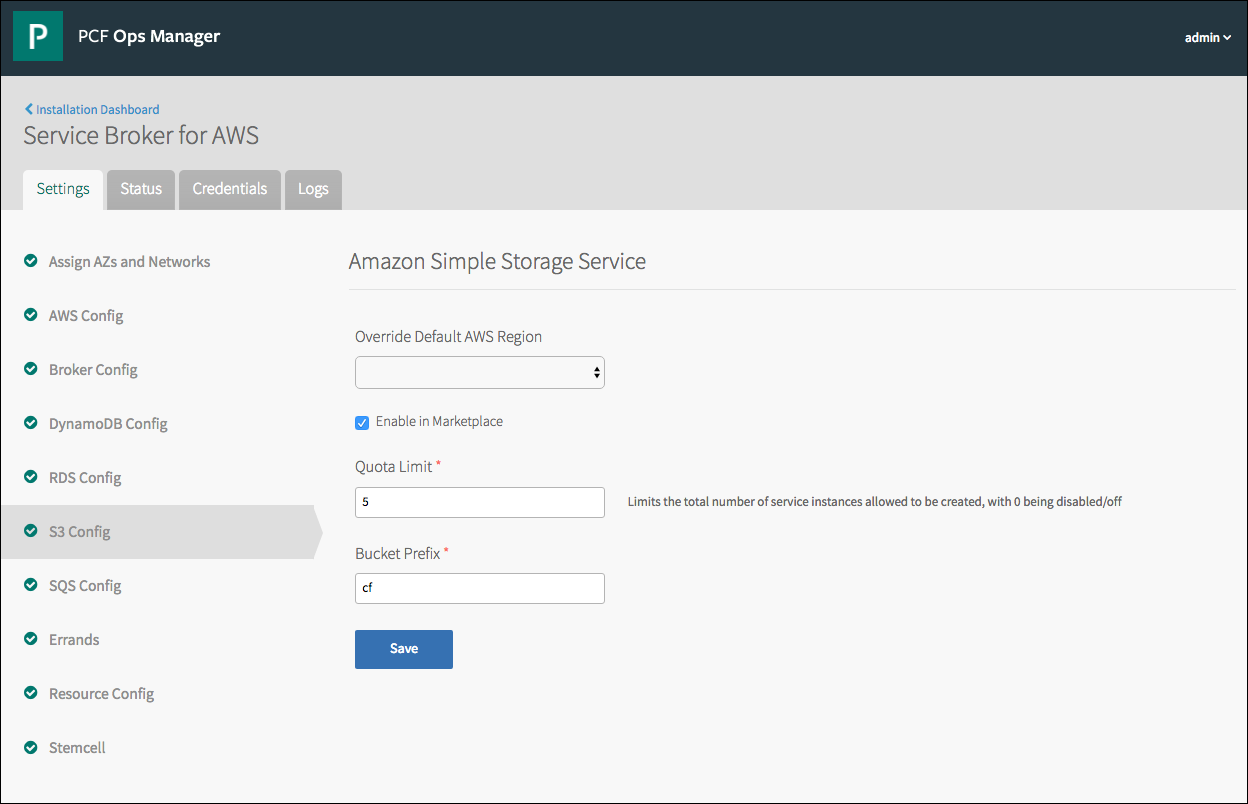 P
PCF Ops Manager
admin
Installation Dashboard
Service Broker for AWS
Settings
Status
Credentials
Logs
Assign AZs and Networks
AWS Config
Broker Config
DynamoDB Config
RDS Config
S3 Config
SQS Config
Errands
Resource Config
Stemcell
Amazon Simple Storage Service
Override Default AWS Region
Enable in Marketplace
Quota Limit *
5
Limits the total number of service instances allowed to be created, with 0 being disabled/off
Bucket Prefix *
cf
Save